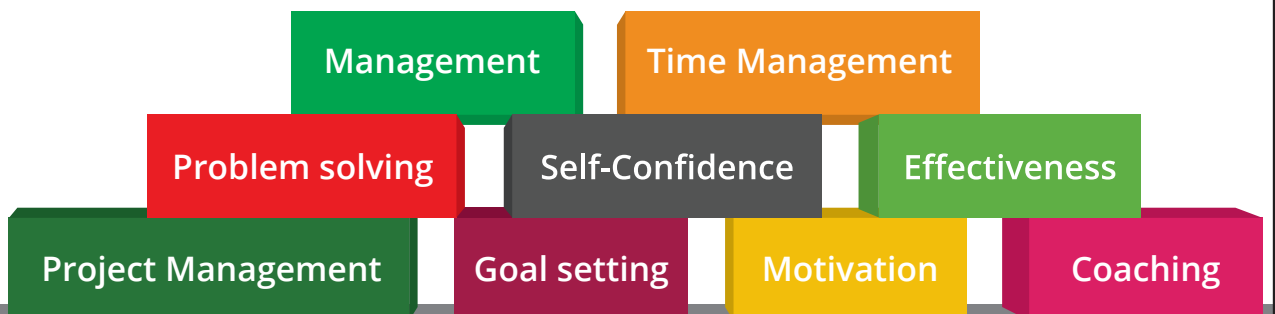 Management
Time Management
Problem solving
Self-Confidence
Effectiveness
Project Management
Goal setting
Motivation
Coaching